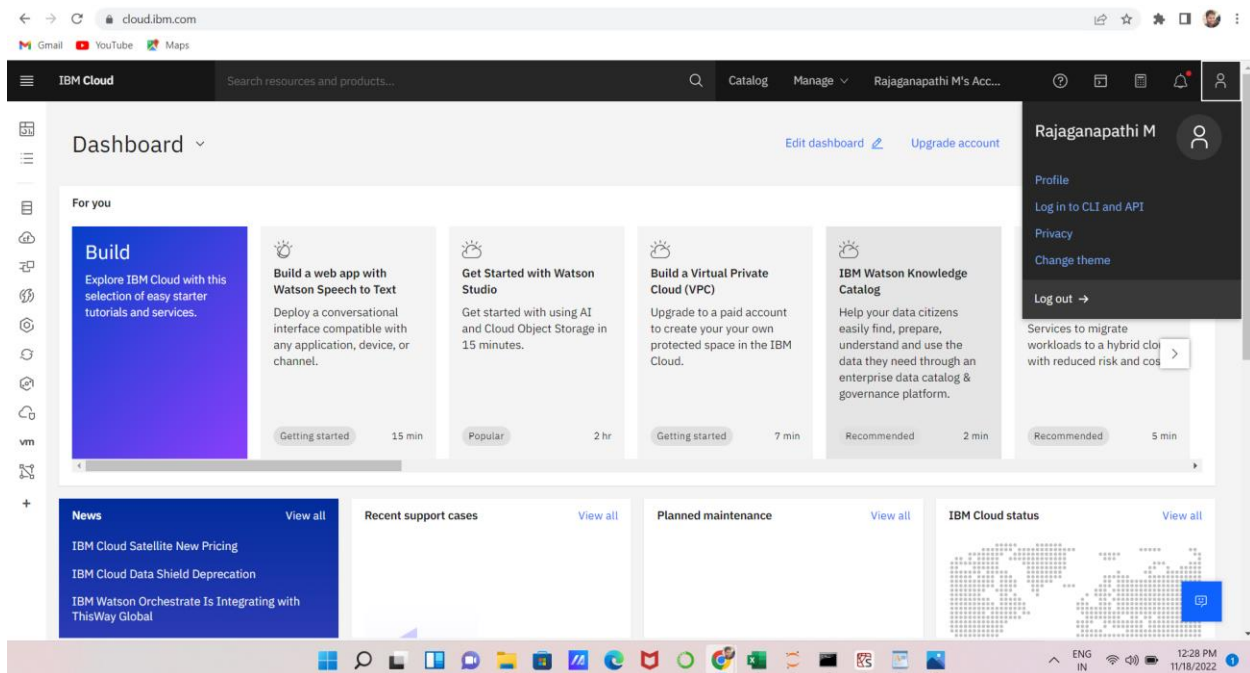 cloud.ibm.com
Gmail YouTube Maps
IBM Cloud Search resources and products... Catalog Manage Rajaganapathi M's Acc...
Dashboard Edit dashboard Upgrade account
Rajaganapathi M
Profile
Log in to CLI and API
Privacy
Change theme
Log out →
For you
Build
Explore IBM Cloud with this
selection of easy starter
tutorials and services.
Build a web app with
Watson Speech to Text
Deploy a conversational
interface compatible with
any application, device, or
channel.
Getting started 15 min
Get Started with Watson
Studio
Get started with using AI
and Cloud Object Storage in
15 minutes.
Popular 2 hr
Build a Virtual Private
Cloud (VPC)
Upgrade to a paid account
to create your your own
protected space in the IBM
Cloud.
Getting started 7 min
IBM Watson Knowledge
Catalog
Help your data citizens
easily find, prepare,
understand and use the
data they need through an
enterprise data catalog &
governance platform.
Recommended 2 min
Services to migrate
workloads to a hybrid clo
with reduced risk and cos
Recommended 5 min
vm
News View all
IBM Cloud Satellite New Pricing
IBM Cloud Data Shield Deprecation
IBM Watson Orchestrate Is Integrating with
ThisWay Global
Recent support cases View all
Planned maintenance View all
IBM Cloud status View all
ENG
IN
12:28 PM
11/18/2022
1